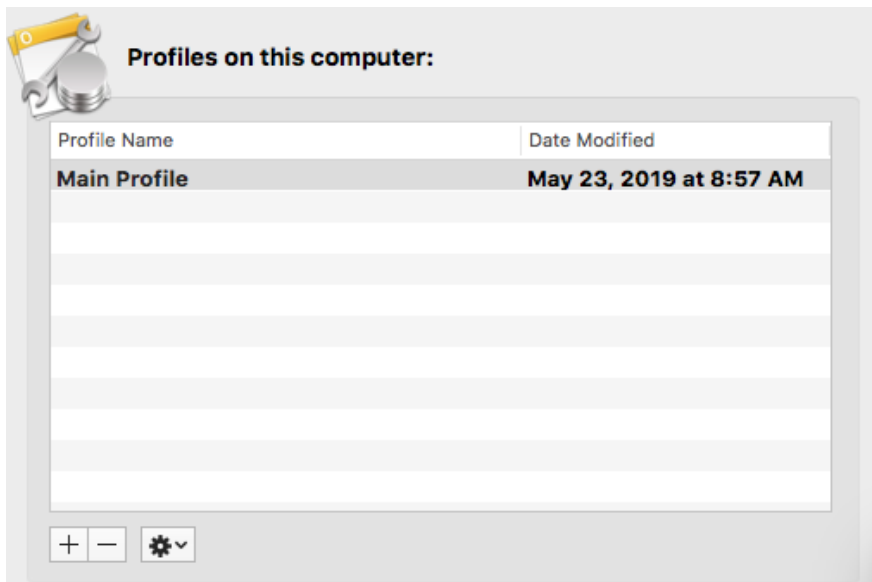 Profiles on this computer:
Profile Name Date Modified
Main Profile May 23, 2019 at 8:57 AM